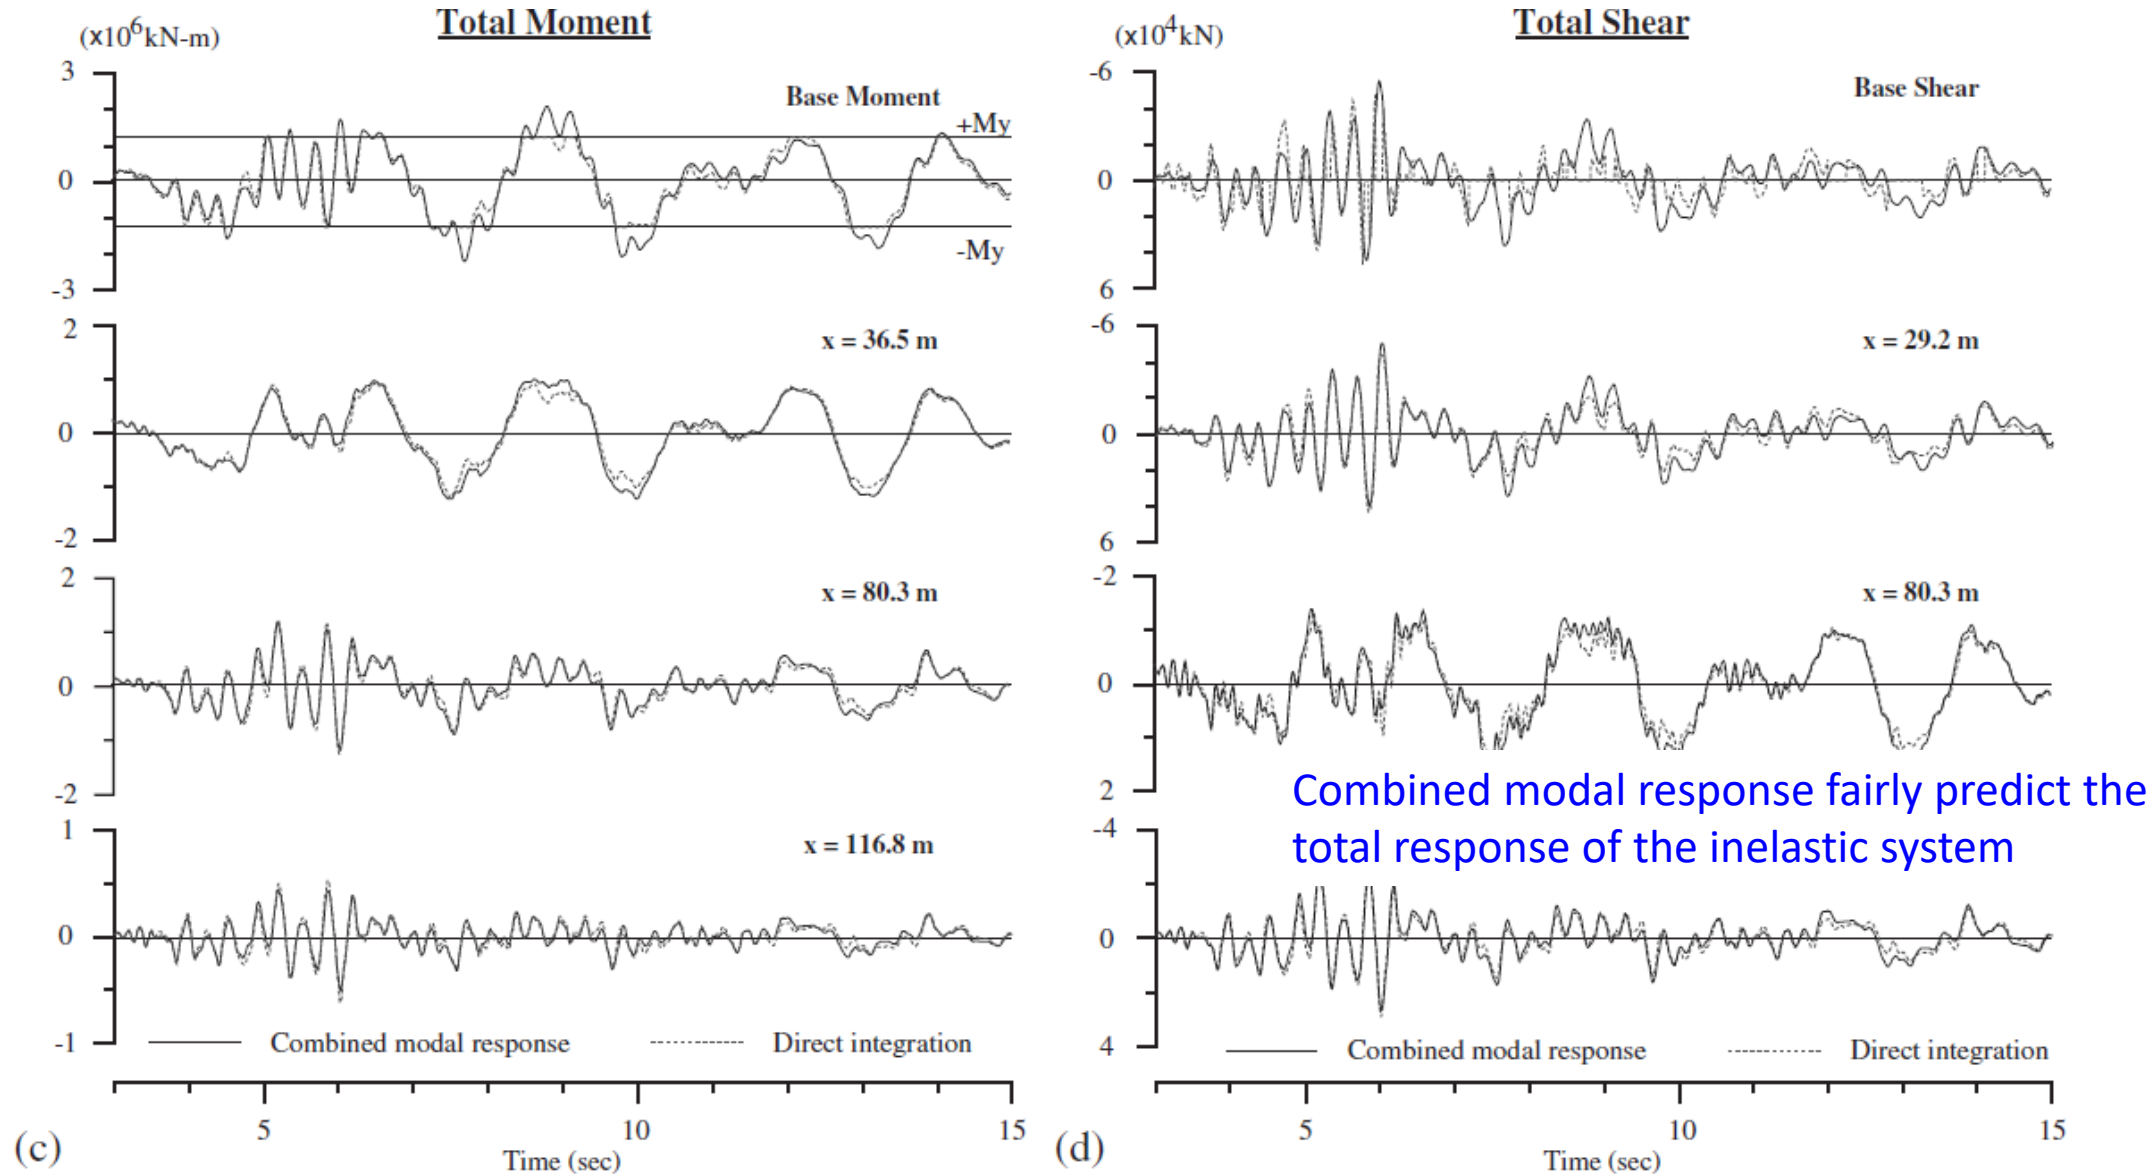 Total Moment
(x10⁶kN-m)
3
Base Moment
+My
0
-My
-3
2
x = 36.5 m
0
-2
2
x = 80.3 m
0
-2
1
x = 116.8 m
0
-1
Combined modal response
Direct integration
5
10
15
Time (sec)
(c)
Total Shear
(x10⁴kN)
-6
Base Shear
0
6
-6
x = 29.2 m
0
6
-2
x = 80.3 m
0
2
Combined modal response fairly predict the
total response of the inelastic system
-4
0
4
Combined modal response
Direct integration
5
10
15
Time (sec)
(d)